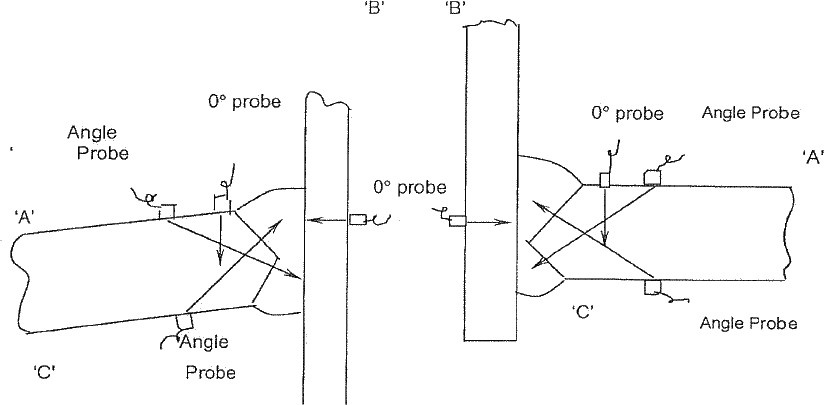 ‘B’
‘B’
0° probe
Angle
Probe
‘A’
0° probe
Angle
Probe
‘C’
0° probe
Angle Probe
‘A’
‘C’
Angle Probe